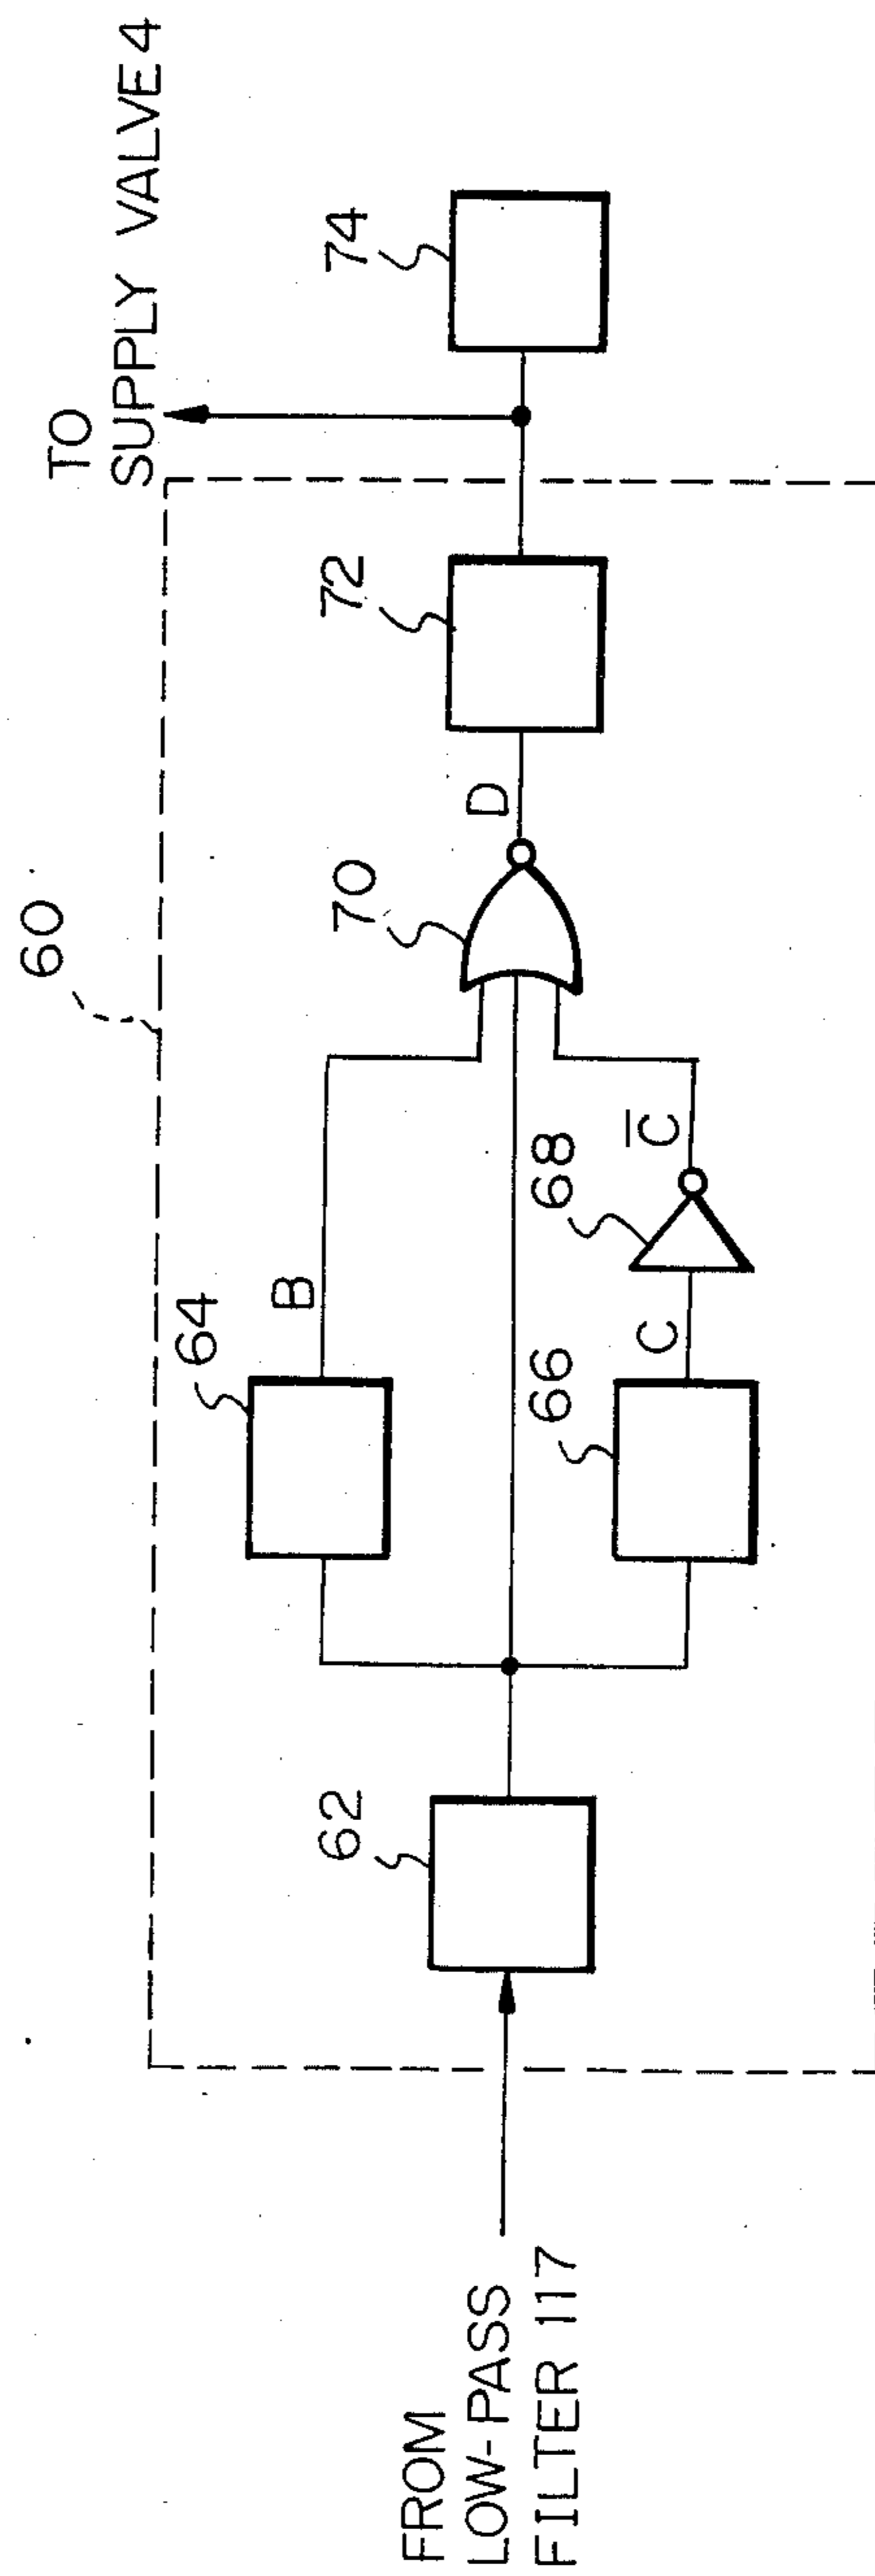 FROM
LOW-PASS
FILTER 117
62
64
B
66
C
68
C̅
60
70
D
72
TO
SUPPLY VALVE 4
74